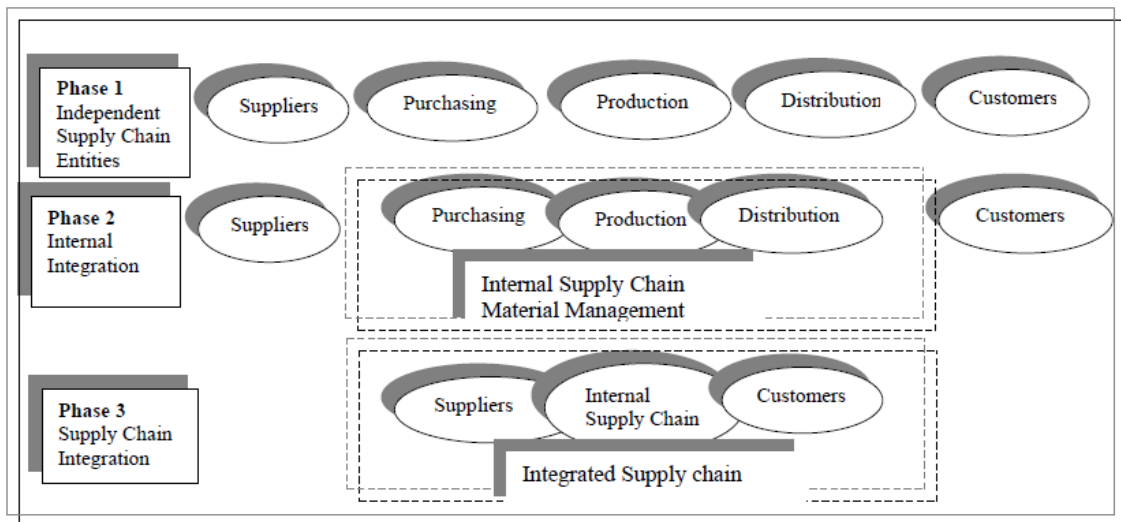 Phase 1
Independent
Supply Chain
Entities
Suppliers
Purchasing
Production
Distribution
Customers
Phase 2
Internal
Integration
Suppliers
Purchasing
Production
Distribution
Customers
Internal Supply Chain
Material Management
Phase 3
Supply Chain
Integration
Suppliers
Internal
Supply Chain
Customers
Integrated Supply chain